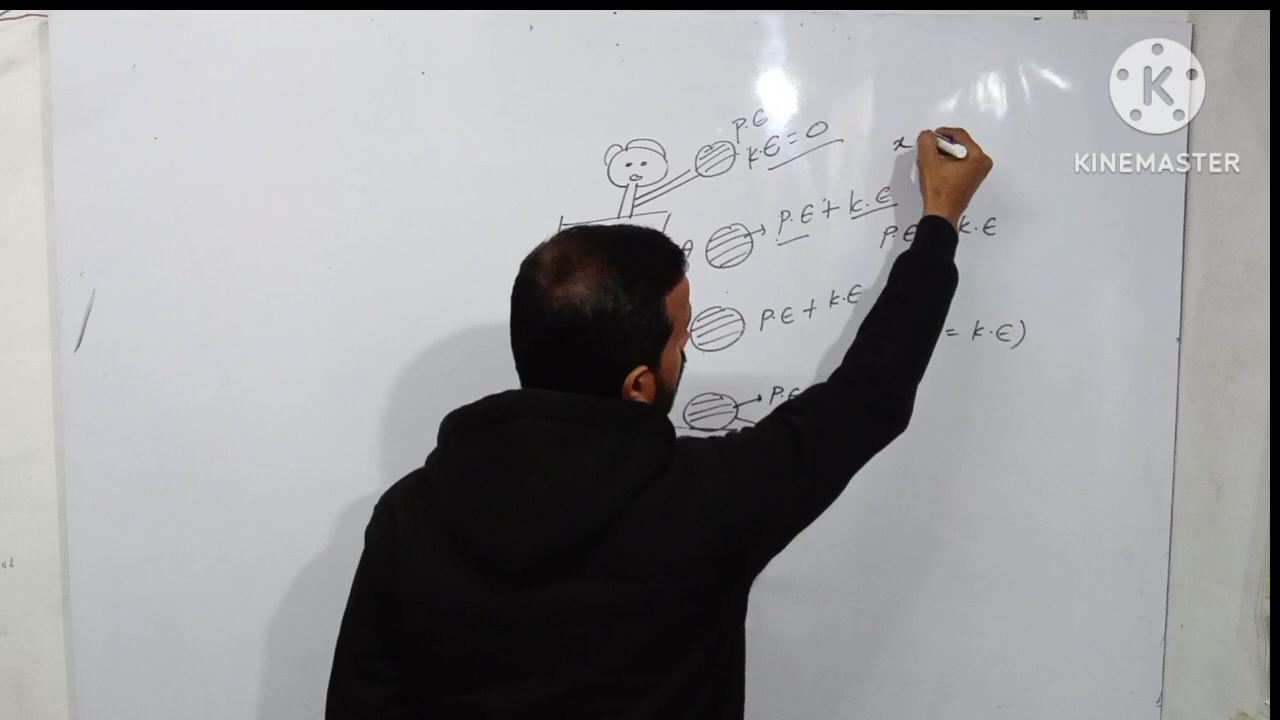 P.E
K.E = 0
x
P.E + K.E
P.E K.E
P.E + K.E
= K.E)
P.E
K
KINEMASTER